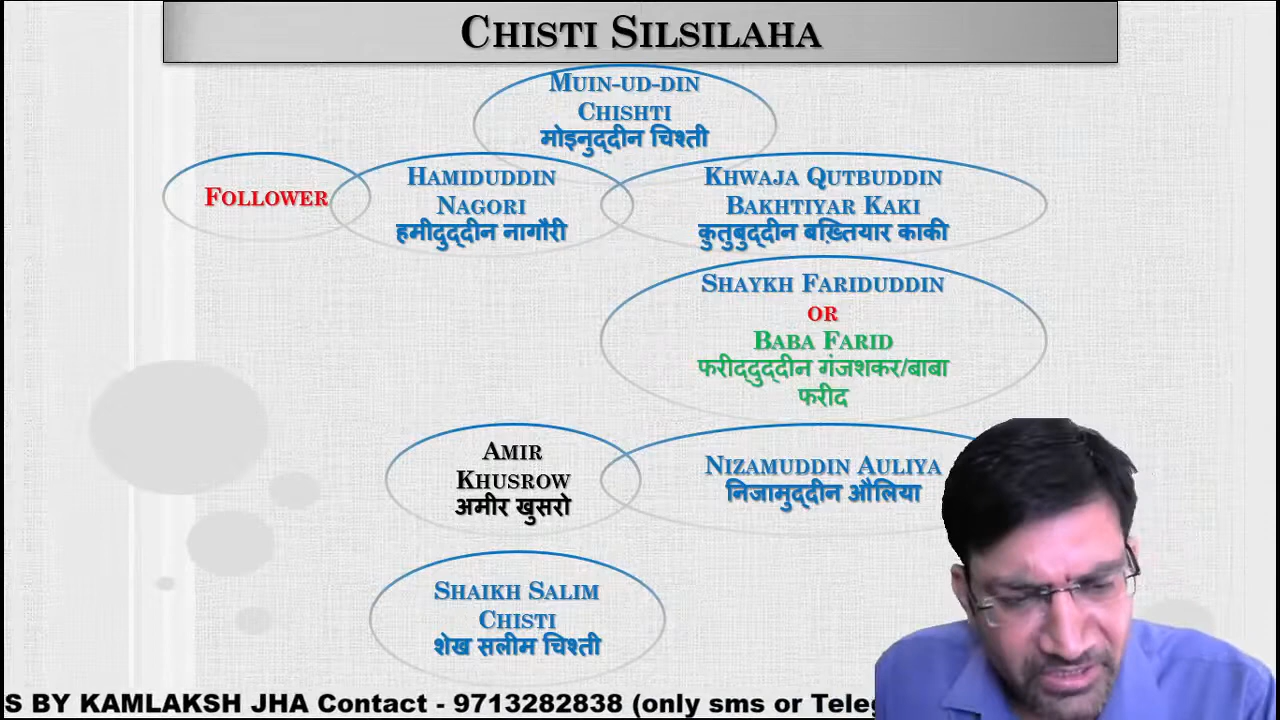 CHISTI SILSILAHA
MUIN-UD-DIN
CHISHTI
मोइनुद्दीन चिश्ती
FOLLOWER
HAMIDUDDIN
NAGORI
हमीदुद्दीन नागौरी
KHWAJA QUTBUDDIN
BAKHTIYAR KAKI
कुतुबुद्दीन बख़्तियार काकी
SHAYKH FARIDUDDIN
OR
BABA FARID
फरीद्दुद्दीन गंजशकर/बाबा
फरीद
AMIR
KHUSROW
अमीर खुसरो
NIZAMUDDIN AULIYA
निजामुद्दीन औलिया
SHAIKH SALIM
CHISTI
शेख सलीम चिश्ती
S BY KAMLAKSH JHA Contact - 9713282838 (only sms or Teleg